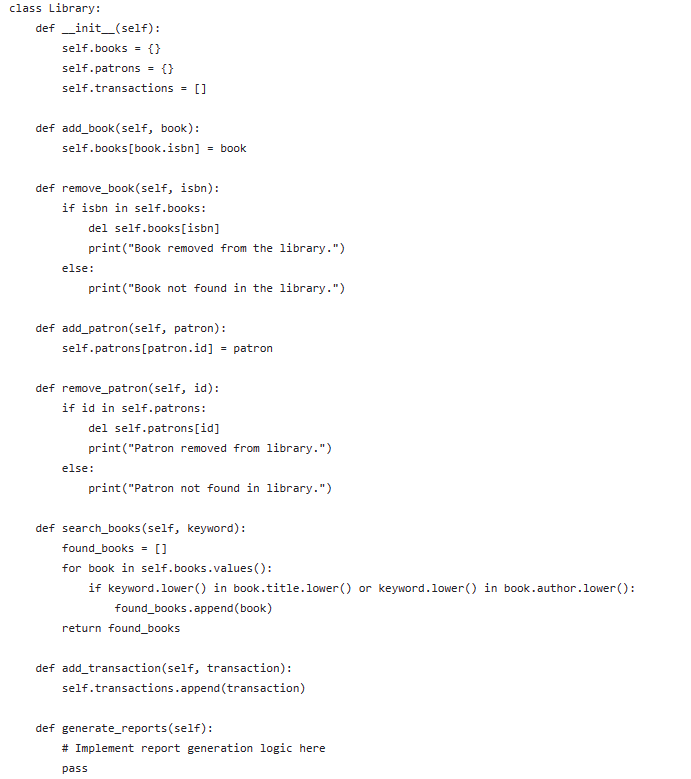 class Library:
    def __init__(self):
        self.books = {}
        self.patrons = {}
        self.transactions = []

    def add_book(self, book):
        self.books[book.isbn] = book

    def remove_book(self, isbn):
        if isbn in self.books:
            del self.books[isbn]
            print("Book removed from the library.")
        else:
            print("Book not found in the library.")

    def add_patron(self, patron):
        self.patrons[patron.id] = patron

    def remove_patron(self, id):
        if id in self.patrons:
            del self.patrons[id]
            print("Patron removed from library.")
        else:
            print("Patron not found in library.")

    def search_books(self, keyword):
        found_books = []
        for book in self.books.values():
            if keyword.lower() in book.title.lower() or keyword.lower() in book.author.lower():
                found_books.append(book)
        return found_books

    def add_transaction(self, transaction):
        self.transactions.append(transaction)

    def generate_reports(self):
        # Implement report generation logic here
        pass